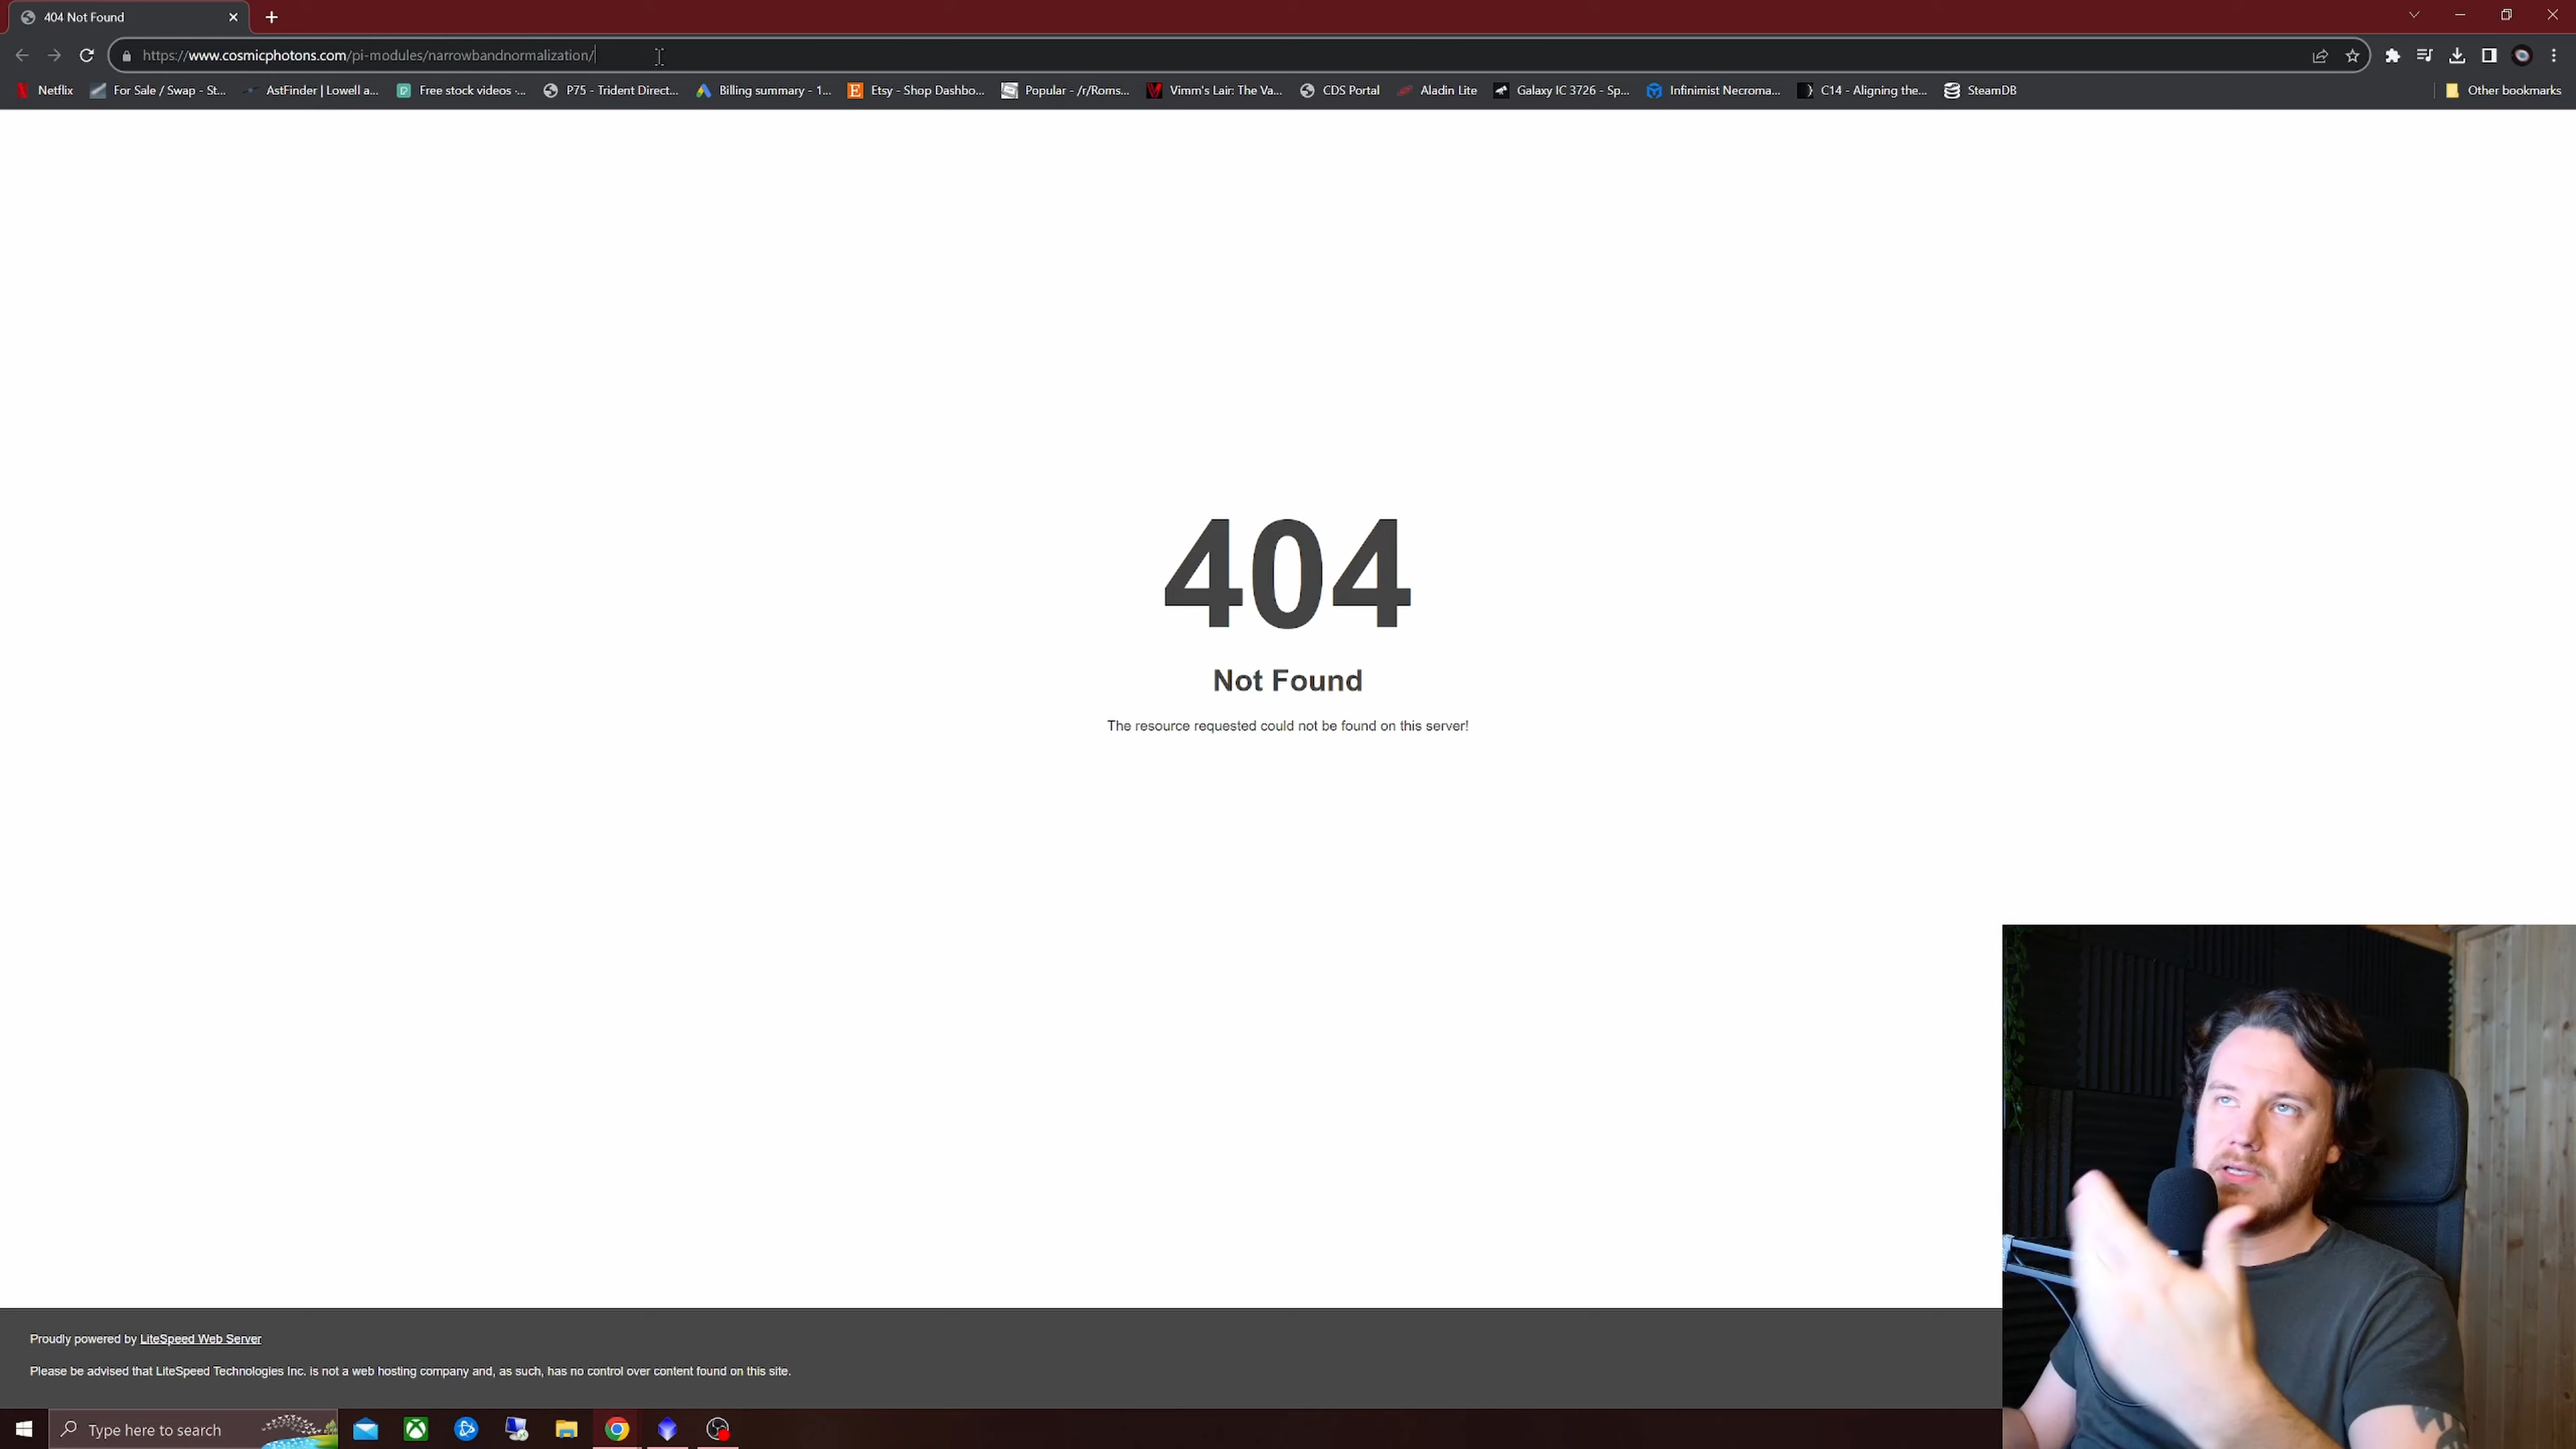 404 Not Found
https://www.cosmicphotons.com/pi-modules/narrowbandnormalization/
Netflix
For Sale / Swap - St...
AstFinder | Lowell a...
Free stock videos -...
P75 - Trident Direct...
Billing summary - 1...
Etsy - Shop Dashbo...
Popular - /r/Roms...
Vimm's Lair: The Va...
CDS Portal
Aladin Lite
Galaxy IC 3726 - Sp...
Infinimist Necroma...
C14 - Aligning the...
SteamDB
Other bookmarks
404
Not Found
The resource requested could not be found on this server!
Proudly powered by LiteSpeed Web Server
Please be advised that LiteSpeed Technologies Inc. is not a web hosting company and, as such, has no control over content found on this site.
Type here to search